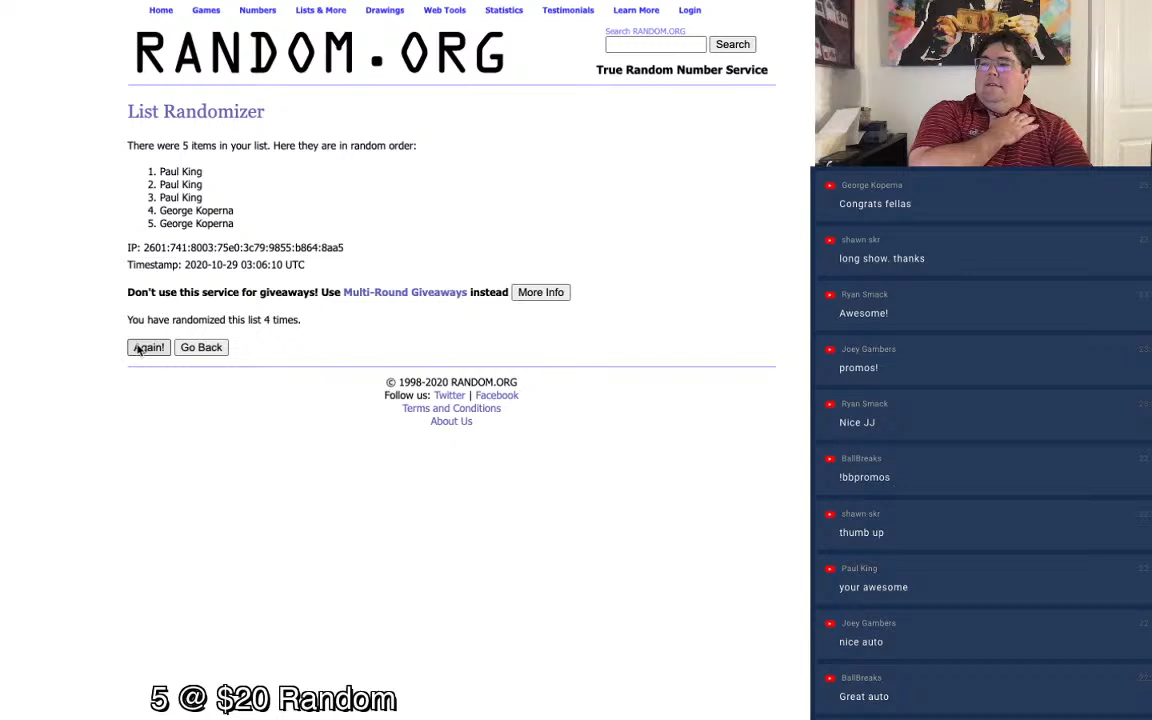 Home Games Numbers Lists & More Drawings Web Tools Statistics Testimonials Learn More Login
RANDOM.ORG
Search RANDOM.ORG
Search
True Random Number Service
List Randomizer
There were 5 items in your list. Here they are in random order:
1. Paul King
2. Paul King
3. Paul King
4. George Koperna
5. George Koperna
IP: 2601:741:8003:75e0:3c79:9855:b864:8aa5
Timestamp: 2020-10-29 03:06:10 UTC
Don't use this service for giveaways! Use Multi-Round Giveaways instead More Info
You have randomized this list 4 times.
Again! Go Back
© 1998-2020 RANDOM.ORG
Follow us: Twitter | Facebook
Terms and Conditions
About Us
5 @ $20 Random
George Koperna
Congrats fellas
shawn skr
long show. thanks
Ryan Smack
Awesome!
Joey Gambers
promos!
Ryan Smack
Nice JJ
BallBreaks
!bbpromos
shawn skr
thumb up
Paul King
your awesome
Joey Gambers
nice auto
BallBreaks
Great auto